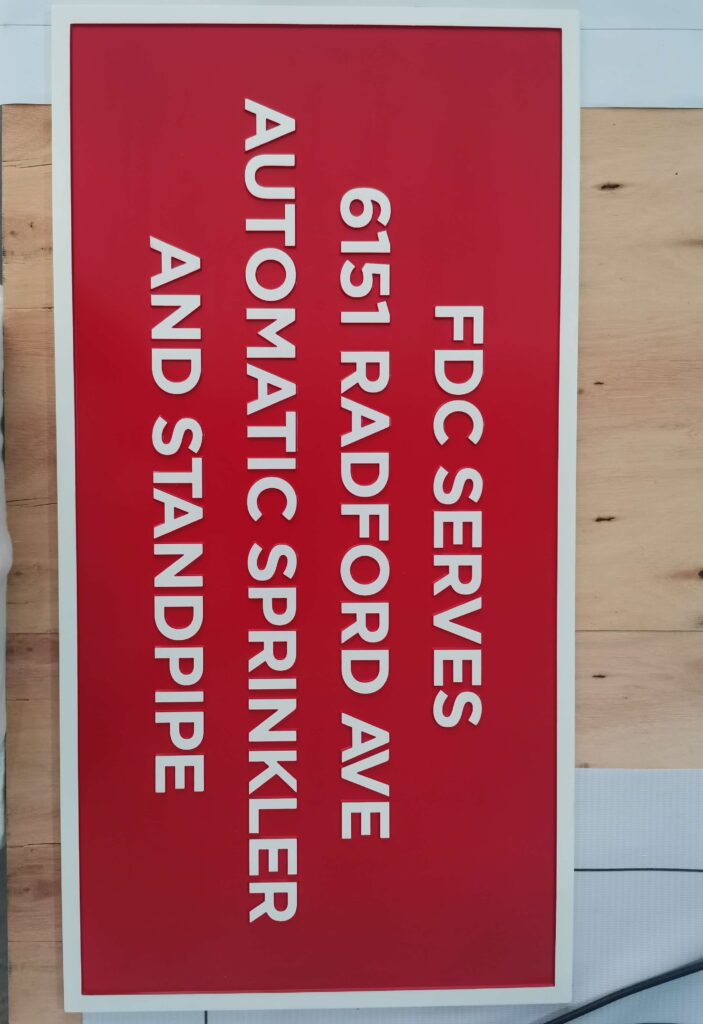 FDC SERVES
6151 RADFORD AVE
AUTOMATIC SPRINKLER
AND STANDPIPE